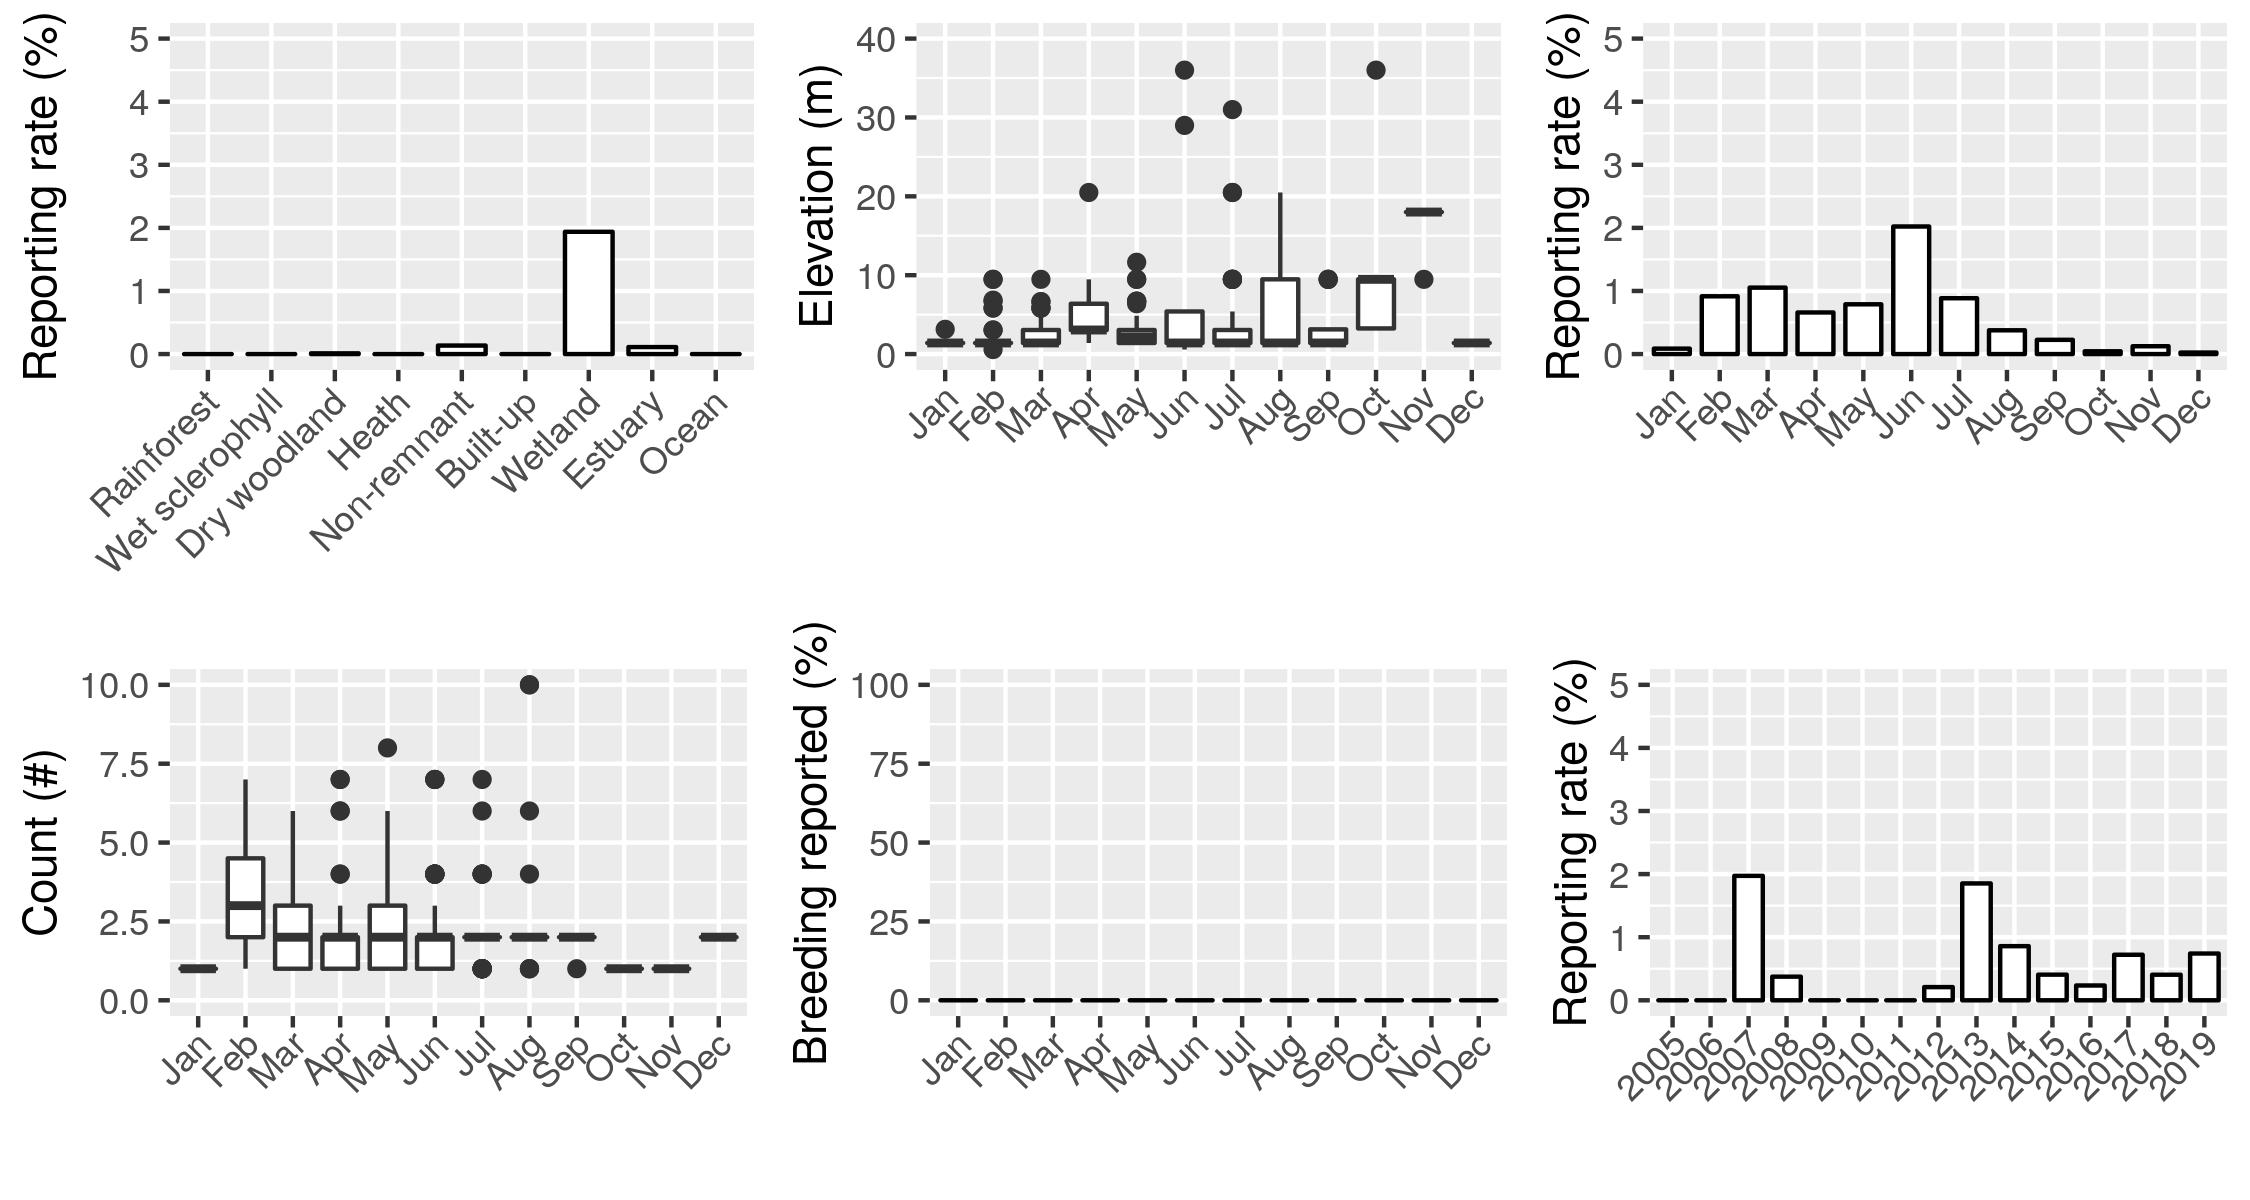 Reporting rate (%)
5
4
3
2
1
0
Rainforest
Wet sclerophyll
Dry woodland
Heath
Non-remnant
Built-up
Wetland
Estuary
Ocean
Elevation (m)
40
30
20
10
0
Jan
Feb
Mar
Apr
May
Jun
Jul
Aug
Sep
Oct
Nov
Dec
Reporting rate (%)
5
4
3
2
1
0
Jan
Feb
Mar
Apr
May
Jun
Jul
Aug
Sep
Oct
Nov
Dec
Count (#)
10.0
7.5
5.0
2.5
0.0
Jan
Feb
Mar
Apr
May
Jun
Jul
Aug
Sep
Oct
Nov
Dec
Breeding reported (%)
100
75
50
25
0
Jan
Feb
Mar
Apr
May
Jun
Jul
Aug
Sep
Oct
Nov
Dec
Reporting rate (%)
5
4
3
2
1
0
2005
2006
2007
2008
2009
2010
2011
2012
2013
2014
2015
2016
2017
2018
2019